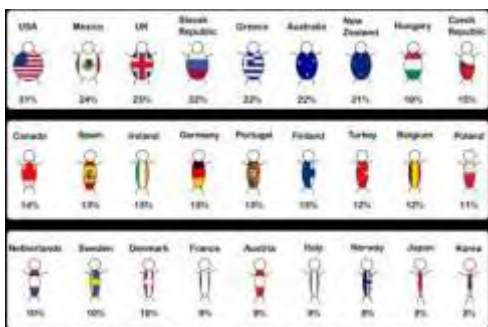 USA Mexico UK Slovak Republic Greece Australia New Zealand Hungary Czech Republic
31% 24% 23% 22% 22% 22% 21% 19% 15%
Canada Spain Ireland Germany Portugal Finland Turkey Belgium Poland
14% 13% 13% 13% 13% 13% 12% 12% 11%
Netherlands Sweden Denmark France Austria Italy Norway Japan Korea
10% 10% 10% 9% 9% 9% 8% 3% 3%